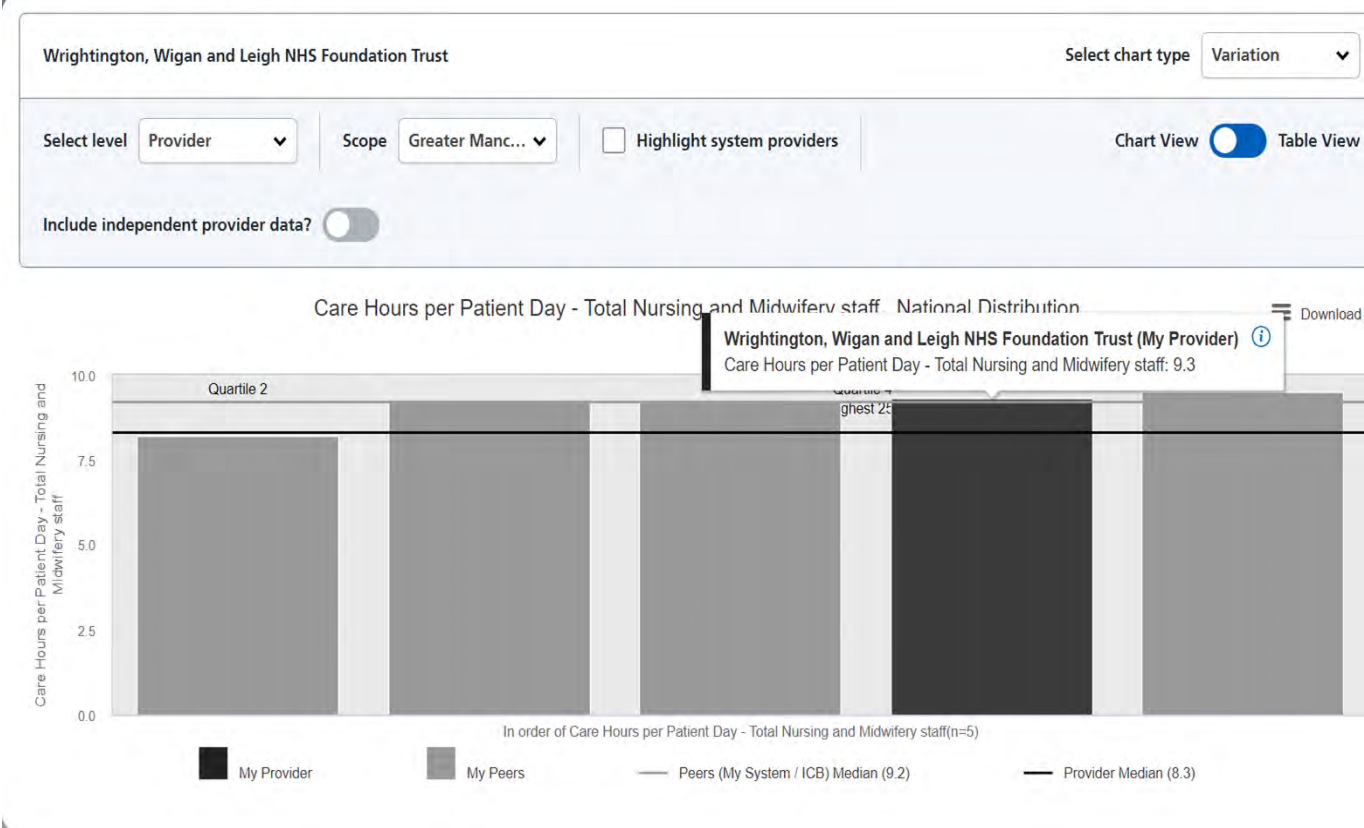 Wrightington, Wigan and Leigh NHS Foundation Trust
Select chart type Variation
Select level Provider
Scope Greater Manc...
Highlight system providers
Chart View Table View
Include independent provider data?
Care Hours per Patient Day - Total Nursing and Midwifery staff, National Distribution
Download
Wrightington, Wigan and Leigh NHS Foundation Trust (My Provider)
Care Hours per Patient Day - Total Nursing and Midwifery staff: 9.3
Quartile 2
Quartile 4
ghest 25
Care Hours per Patient Day - Total Nursing and
Midwifery staff
10.0
7.5
5.0
2.5
0.0
In order of Care Hours per Patient Day - Total Nursing and Midwifery staff(n=5)
My Provider
My Peers
Peers (My System / ICB) Median (9.2)
Provider Median (8.3)